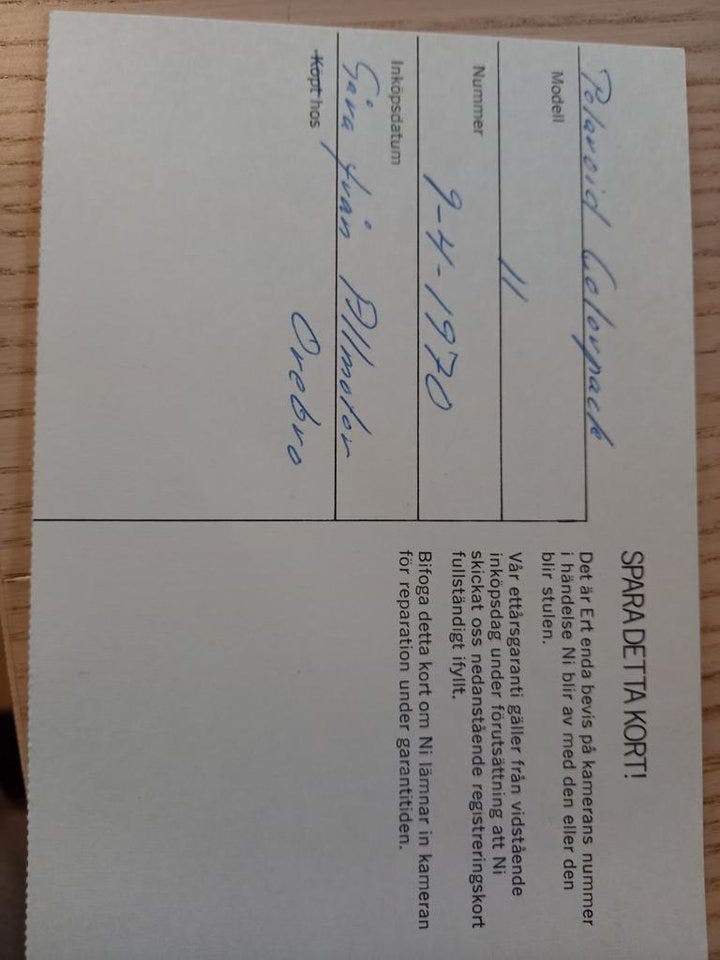 Polaroid Colorpack
Modell
11
Nummer
9-4-1970
Inköpsdatum
Gåva från Allmotor
Köpt hos
Örebro
SPARA DETTA KORT!
Det är Ert enda bevis på kamerans nummer
i händelse Ni blir av med den eller den
blir stulen.
Vår ettårsgaranti gäller från vidstående
inköpsdag under förutsättning att Ni
skickat oss nedanstående registreringskort
fullständigt ifyllt.
Bifoga detta kort om Ni lämnar in kameran
för reparation under garantitiden.